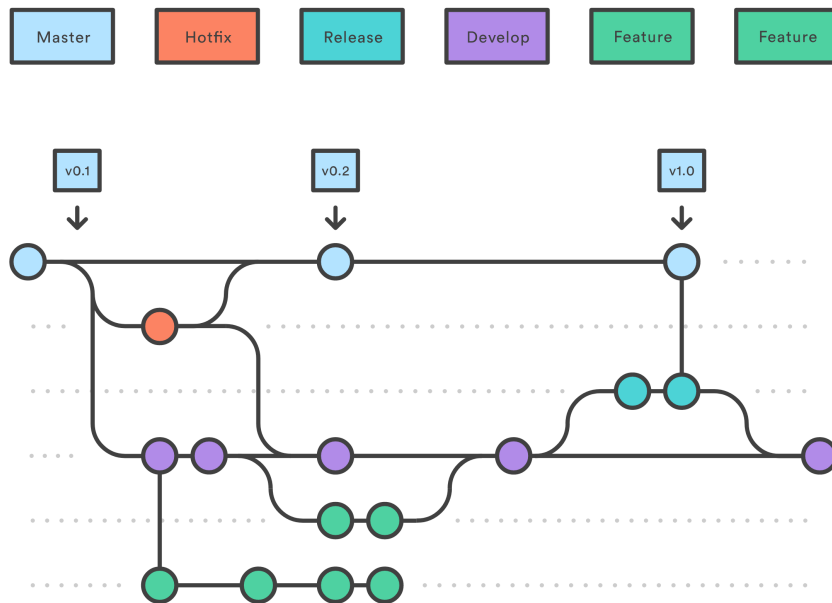 Master
Hotfix
Release
Develop
Feature
Feature
v0.1
v0.2
v1.0